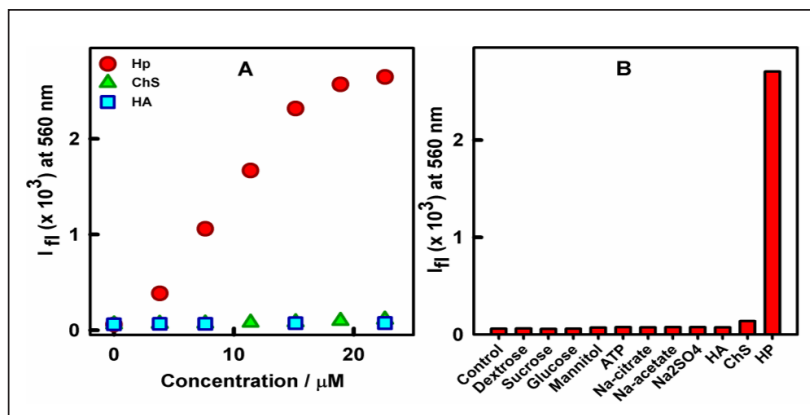 A
Hp
ChS
HA
2
1
0
0
10
20
I fl (x 10^3) at 560 nm
Concentration / μM
B
2
1
0
I fl (x 10^3) at 560 nm
Control
Dextrose
Sucrose
Glucose
Mannitol
ATP
Na-citrate
Na-acetate
Na2SO4
HA
ChS
HP